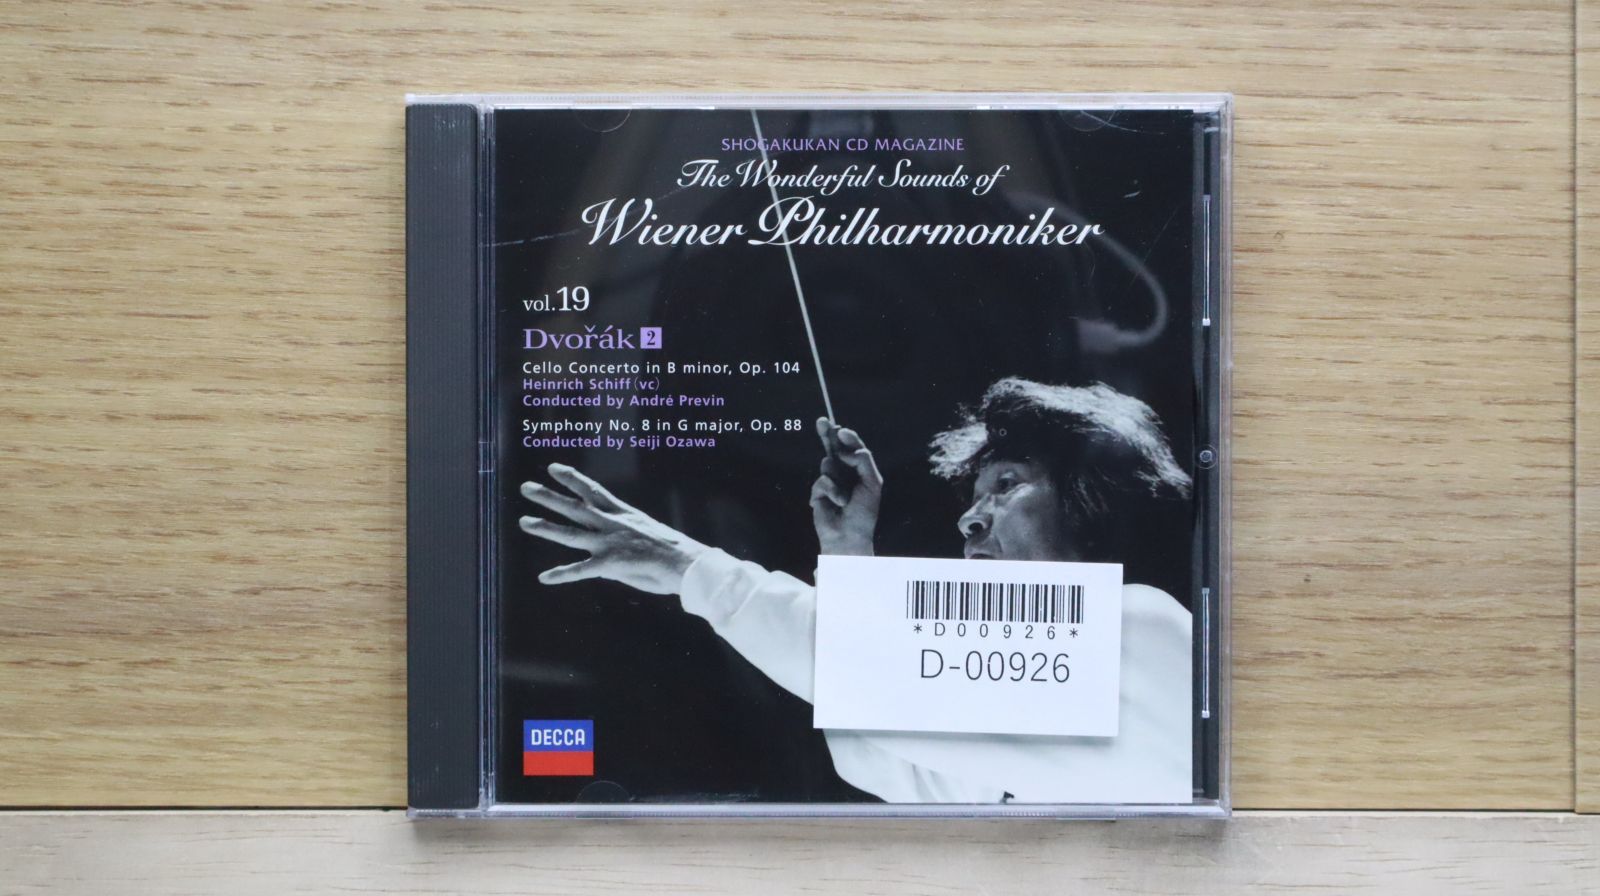 SHOGAKUKAN CD MAGAZINE
The Wonderful Sounds of
Wiener Philharmoniker
vol.19
Dvořák 2
Cello Concerto in B minor, Op. 104
Heinrich Schiff (vc)
Conducted by André Previn
Symphony No. 8 in G major, Op. 88
Conducted by Seiji Ozawa
*D00926*
D-00926
DECCA